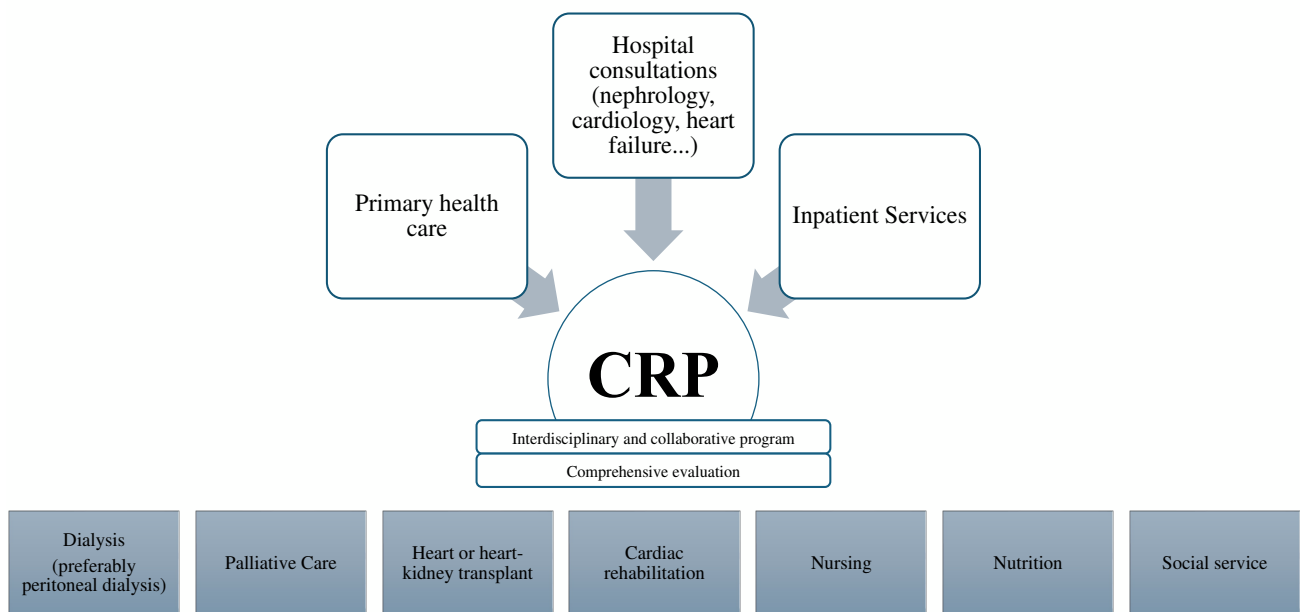 Hospital
consultations
(nephrology,
cardiology, heart
failure...)
Primary health
care
Inpatient Services
CRP
Interdisciplinary and collaborative program
Comprehensive evaluation
Dialysis
(preferably
peritoneal dialysis)
Palliative Care
Heart or heart-
kidney transplant
Cardiac
rehabilitation
Nursing
Nutrition
Social service